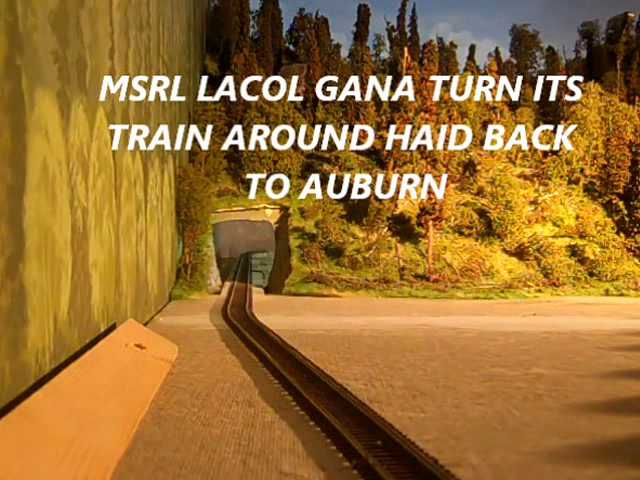 MSRL LACOL GANA TURN ITS
TRAIN AROUND HAID BACK
TO AUBURN